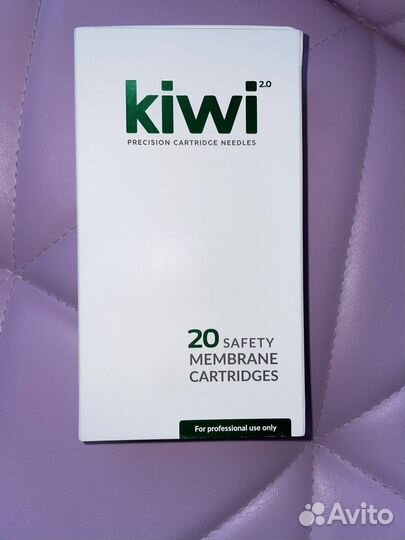 kiwi 2.0
PRECISION CARTRIDGE NEEDLES
20 SAFETY
MEMBRANE
CARTRIDGES
For professional use only
Avito